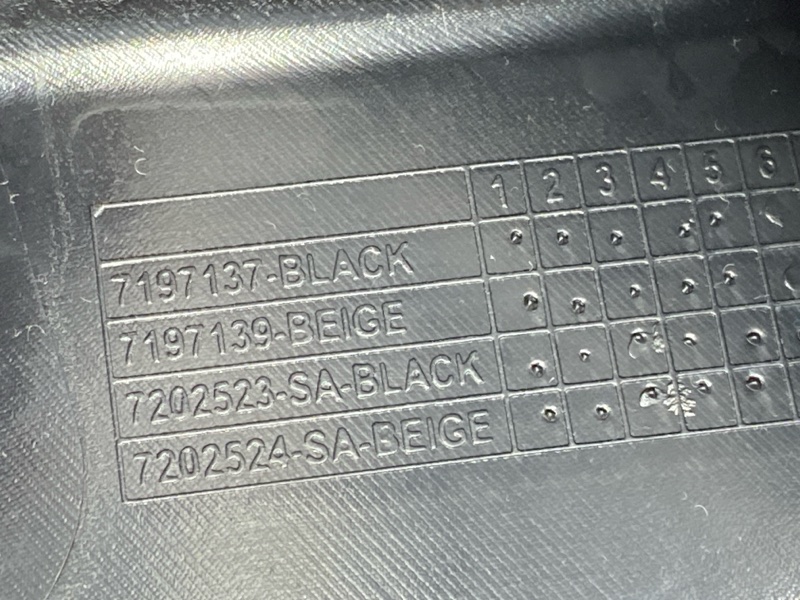 1 2 3 4 5 6
7197137-BLACK
7197139-BEIGE
7202523-SA-BLACK
7202524-SA-BEIGE